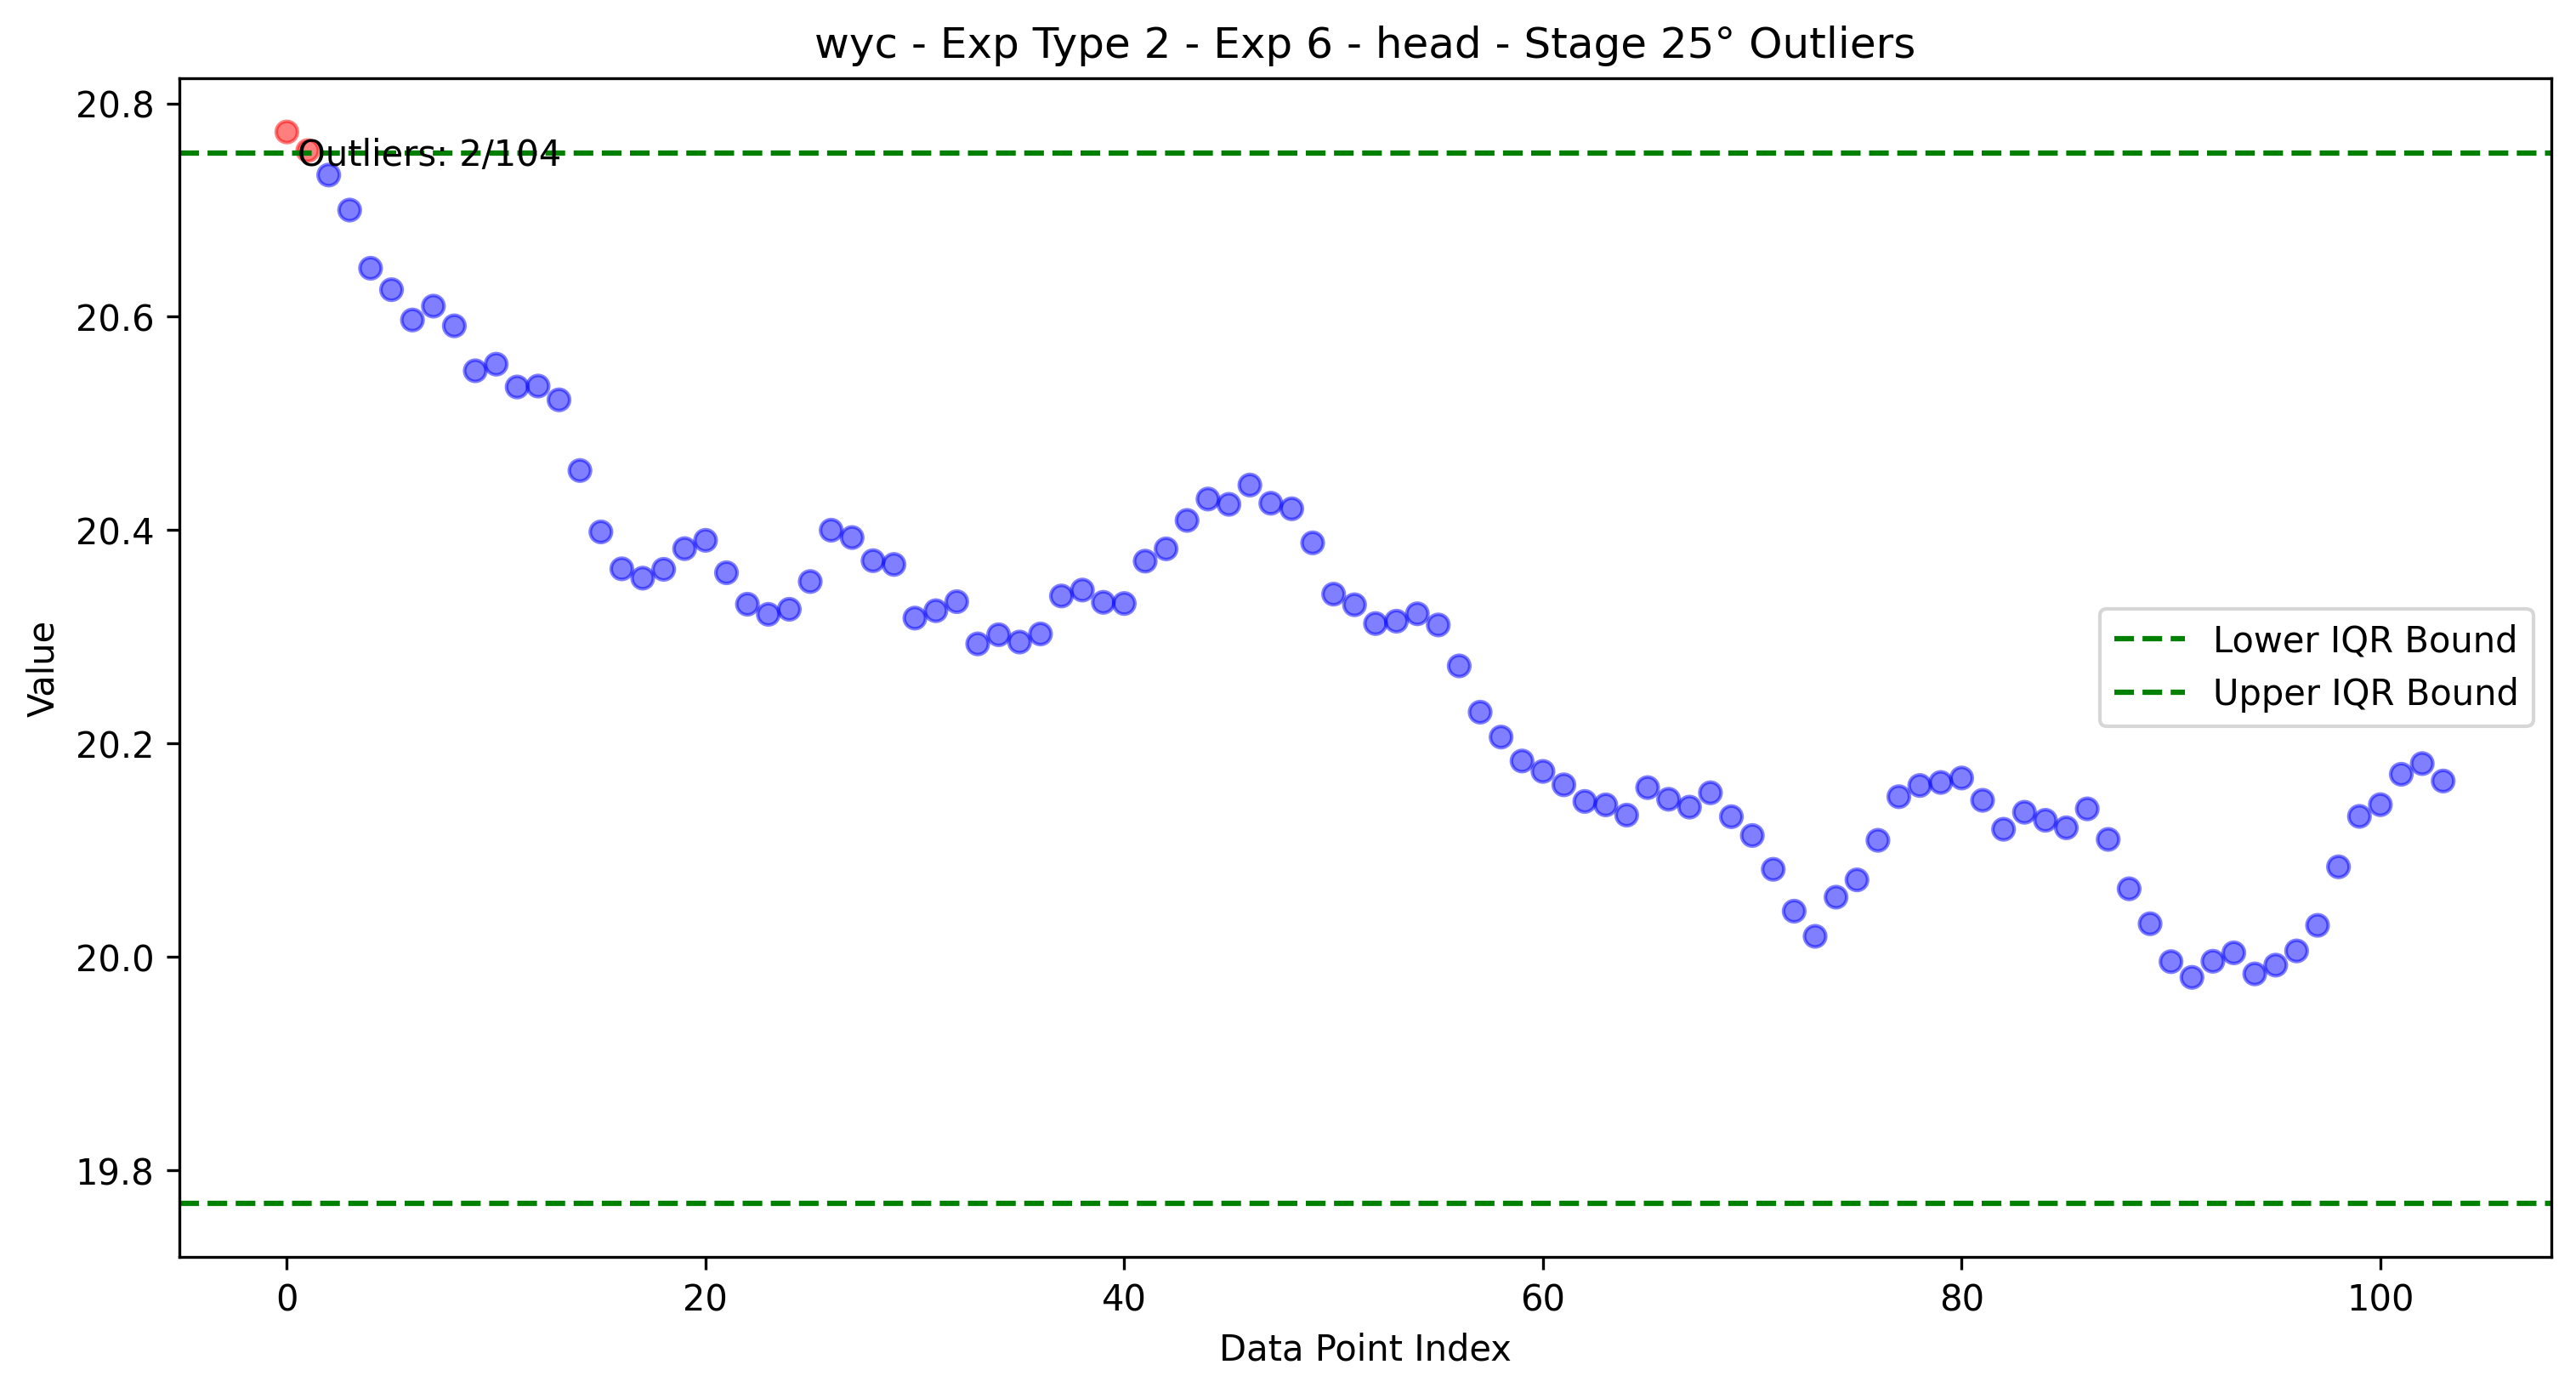 wyc - Exp Type 2 - Exp 6 - head - Stage 25° Outliers
20.8
Outliers: 2/104
20.6
20.4
20.2
20.0
19.8
Value
Lower IQR Bound
Upper IQR Bound
0 20 40 60 80 100
Data Point Index